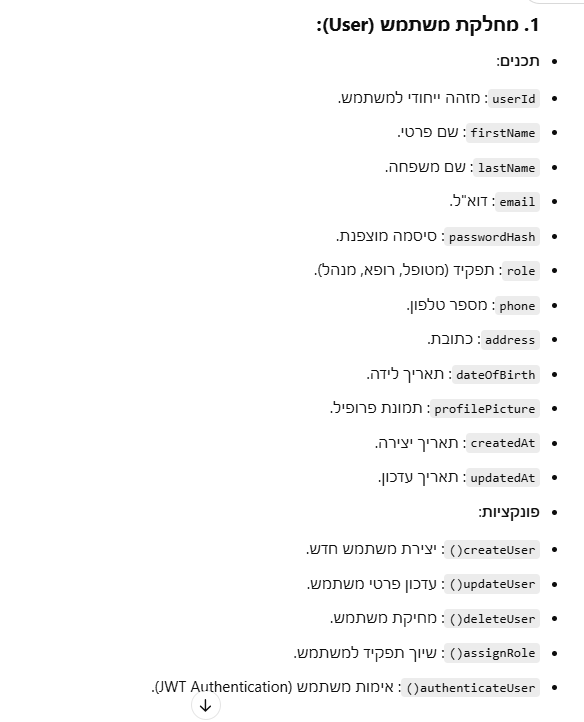 1. מחלקת משתמש (User):
תכנים:
userId: מזהה ייחודי למשתמש.
firstName: שם פרטי.
lastName: שם משפחה.
email: דוא"ל.
passwordHash: סיסמה מוצפנת.
role: תפקיד (מטופל, רופא, מנהל).
phone: מספר טלפון.
address: כתובת.
dateOfBirth: תאריך לידה.
profilePicture: תמונת פרופיל.
createdAt: תאריך יצירה.
updatedAt: תאריך עדכון.
פונקציות:
createUser(): יצירת משתמש חדש.
updateUser(): עדכון פרטי משתמש.
deleteUser(): מחיקת משתמש.
assignRole(): שיוך תפקיד למשתמש.
authenticateUser(): אימות משתמש (JWT Authentication).